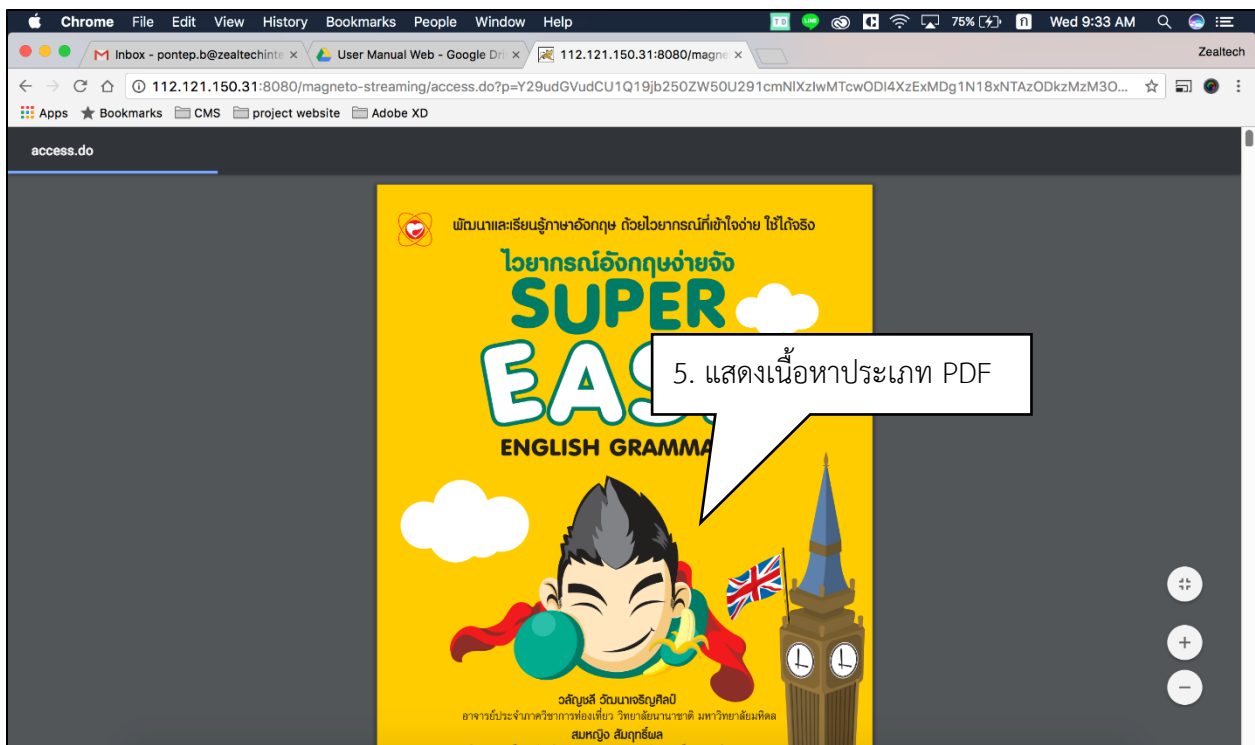 Chrome File Edit View History Bookmarks People Window Help TD LINE 75% ก Wed 9:33 AM
Inbox - pontep.b@zealtechinte User Manual Web - Google Dri 112.121.150.31:8080/magne Zealtech
112.121.150.31:8080/magneto-streaming/access.do?p=Y29udGVudCU1Q19jb250ZW50U291cmNlXzIwMTcwODI4XzExMDg1N18xNTAzODkzMzM3O...
Apps Bookmarks CMS project website Adobe XD
access.do
พัฒนาและเรียนรู้ภาษาอังกฤษ ด้วยไวยากรณ์ที่เข้าใจง่าย ใช้ได้จริง
ไวยากรณ์อังกฤษง่ายจัง
SUPER
EAS
5. แสดงเนื้อหาประเภท PDF
ENGLISH GRAMMA
วลัญชลี วัฒนาเจริญศิลป์
อาจารย์ประจำภาควิชาการท่องเที่ยว วิทยาลัยนานาชาติ มหาวิทยาลัยมหิดล
สมหญิง สัมฤทธิ์ผล